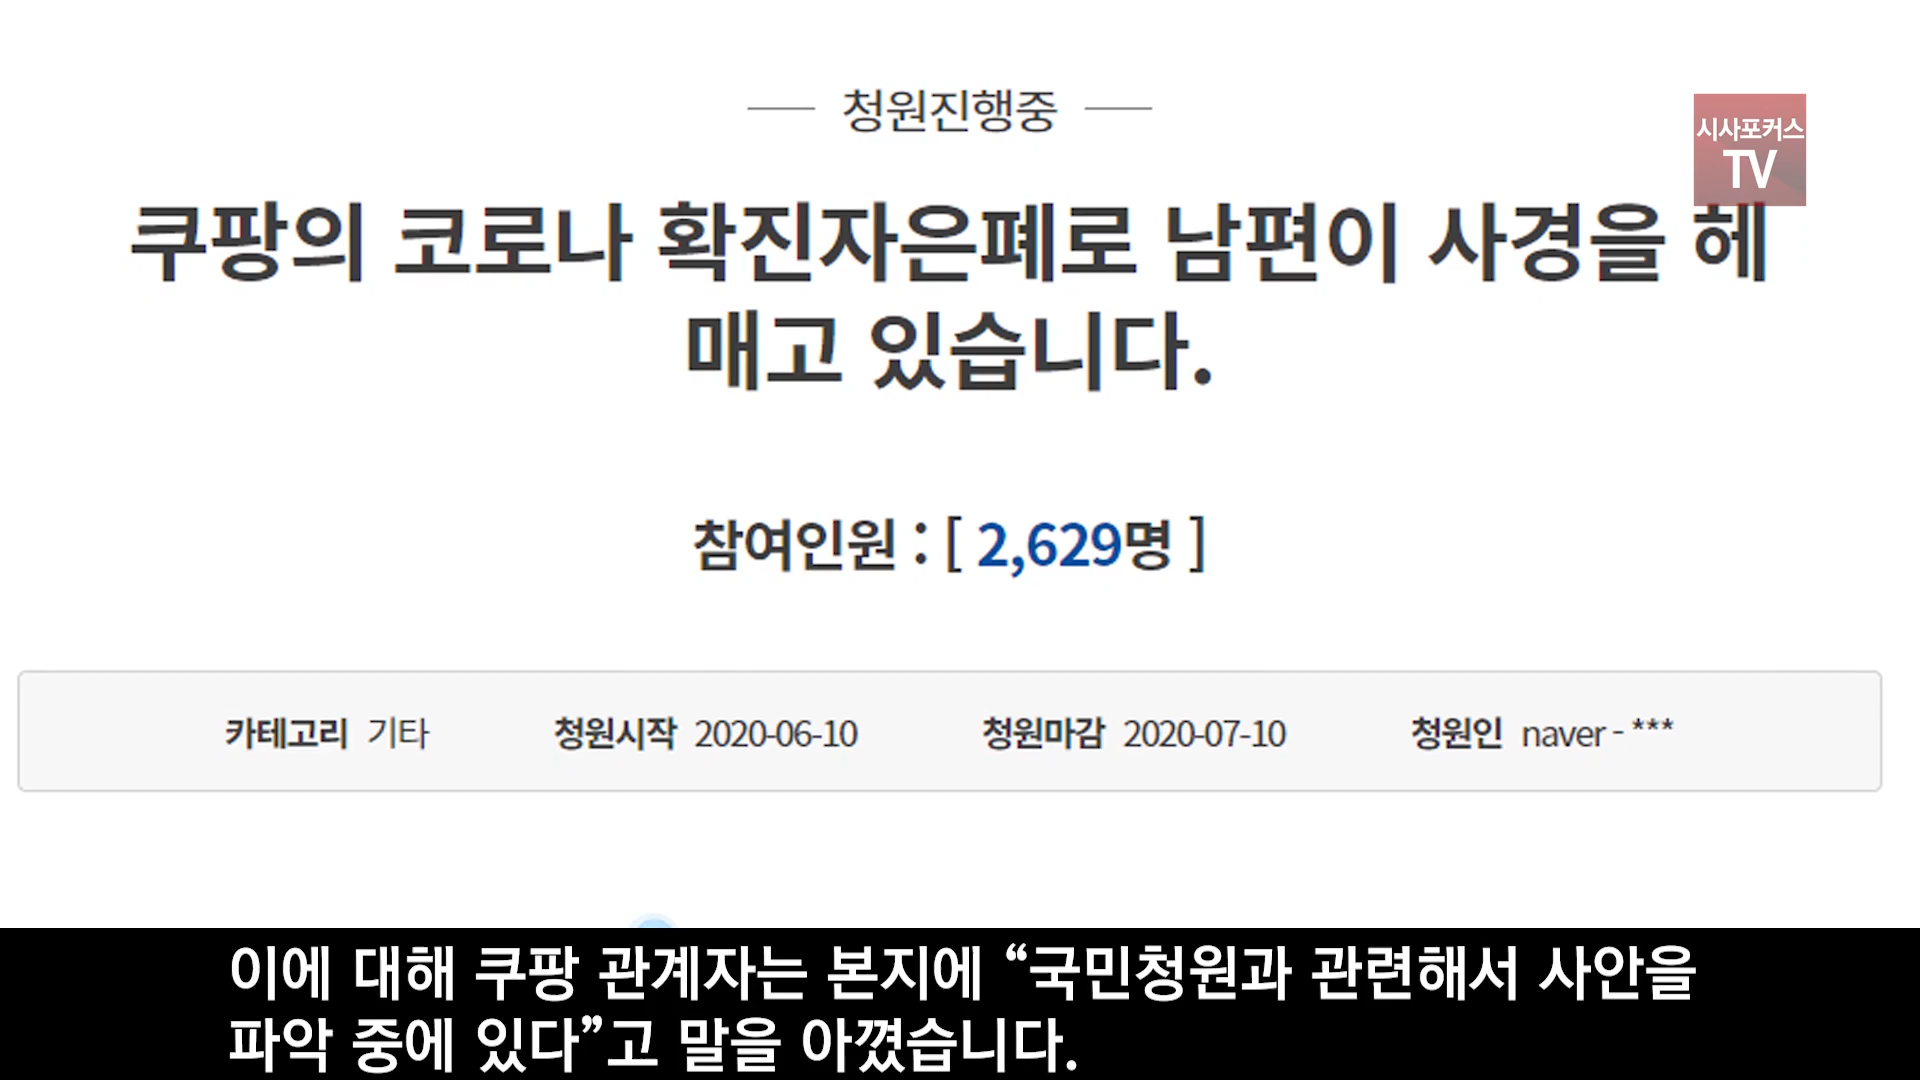 청원진행중
시사포커스
TV
쿠팡의 코로나 확진자은폐로 남편이 사경을 헤
매고 있습니다.
참여인원 : [ 2,629명 ]
카테고리 기타 청원시작 2020-06-10 청원마감 2020-07-10 청원인 naver - ***
이에 대해 쿠팡 관계자는 본지에 “국민청원과 관련해서 사안을
파악 중에 있다”고 말을 아꼈습니다.